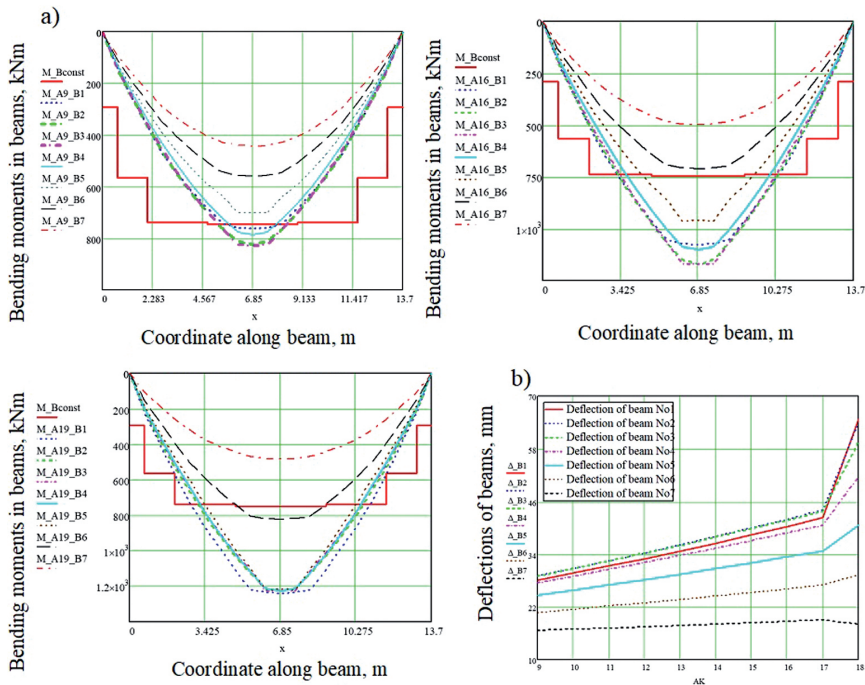 a)
Bending moments in beams, kNm
M_Bconst
M_A9_B1
M_A9_B2
M_A9_B3
M_A9_B4
M_A9_B5
M_A9_B6
M_A9_B7
0
200
400
600
800
0
2.283
4.567
6.85
9.133
11.417
13.7
x
Coordinate along beam, m
Bending moments in beams, kNm
M_Bconst
M_A16_B1
M_A16_B2
M_A16_B3
M_A16_B4
M_A16_B5
M_A16_B6
M_A16_B7
0
250
500
750
1×10³
0
3.425
6.85
10.275
13.7
x
Coordinate along beam, m
Bending moments in beams, kNm
M_Bconst
M_A19_B1
M_A19_B2
M_A19_B3
M_A19_B4
M_A19_B5
M_A19_B6
M_A19_B7
0
200
400
600
800
1×10³
1.2×10³
0
3.425
6.85
10.275
13.7
x
Coordinate along beam, m
b)
Deflections of beams, mm
Δ_B1
Δ_B2
Δ_B3
Δ_B4
Δ_B5
Δ_B6
Δ_B7
70
58
46
34
22
10
Deflection of beam No1
Deflection of beam No2
Deflection of beam No3
Deflection of beam No4
Deflection of beam No5
Deflection of beam No6
Deflection of beam No7
9
10
11
12
13
14
15
16
17
18
AK